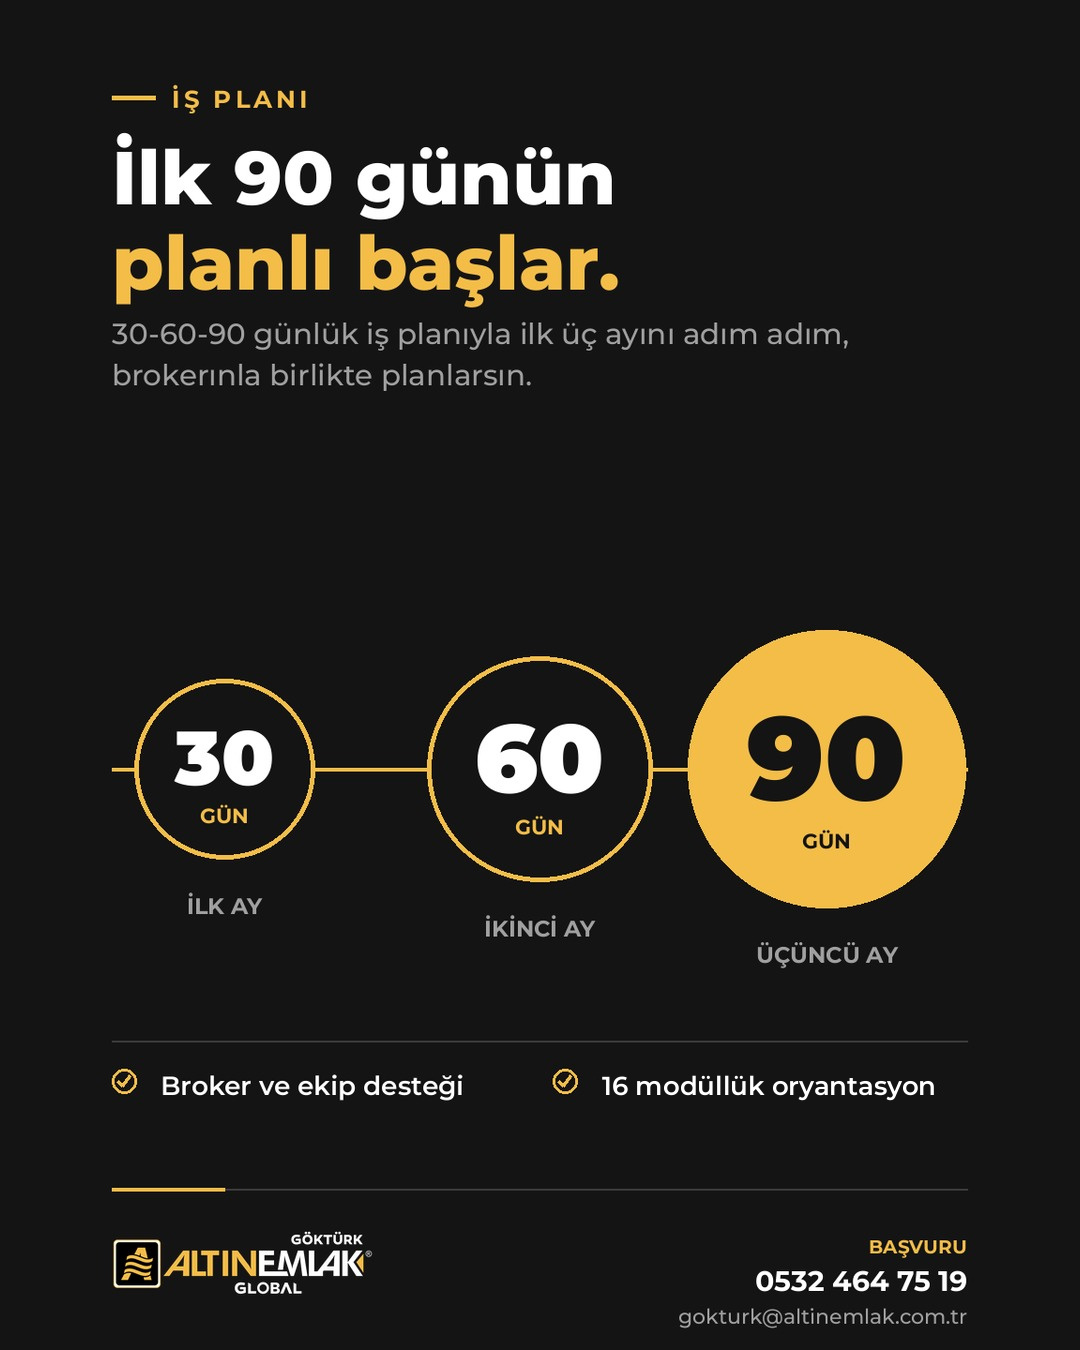 İŞ PLANI
İlk 90 günün
planlı başlar.
30-60-90 günlük iş planıyla ilk üç ayını adım adım,
brokerınla birlikte planlarsın.
30
GÜN
İLK AY
60
GÜN
İKİNCİ AY
90
GÜN
ÜÇÜNCÜ AY
Broker ve ekip desteği
16 modüllük oryantasyon
GÖKTÜRK
ALTINEMLAK®
GLOBAL
BAŞVURU
0532 464 75 19
gokturk@altinemlak.com.tr